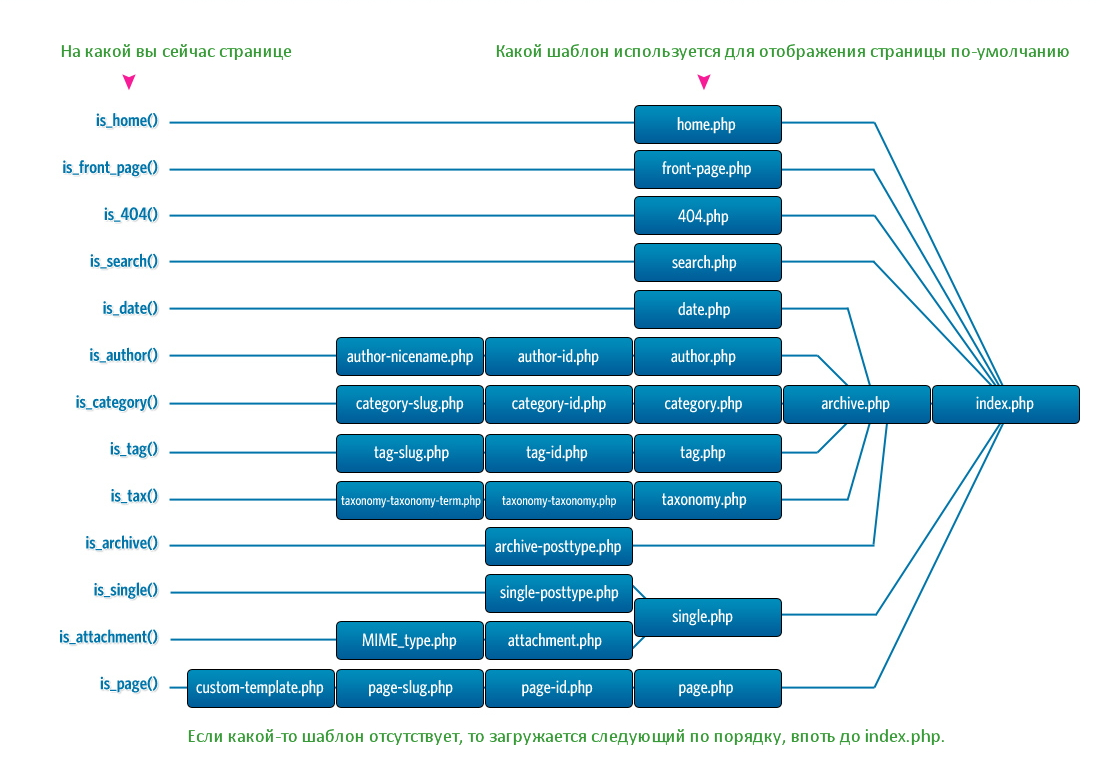 На какой вы сейчас странице
Какой шаблон используется для отображения страницы по-умолчанию
is_home()
home.php
is_front_page()
front-page.php
is_404()
404.php
is_search()
search.php
is_date()
date.php
is_author()
author-nicename.php
author-id.php
author.php
is_category()
category-slug.php
category-id.php
category.php
archive.php
index.php
is_tag()
tag-slug.php
tag-id.php
tag.php
is_tax()
taxonomy-taxonomy-term.php
taxonomy-taxonomy.php
taxonomy.php
is_archive()
archive-posttype.php
is_single()
single-posttype.php
single.php
is_attachment()
MIME_type.php
attachment.php
is_page()
custom-template.php
page-slug.php
page-id.php
page.php
Если какой-то шаблон отсутствует, то загружается следующий по порядку, впоть до index.php.